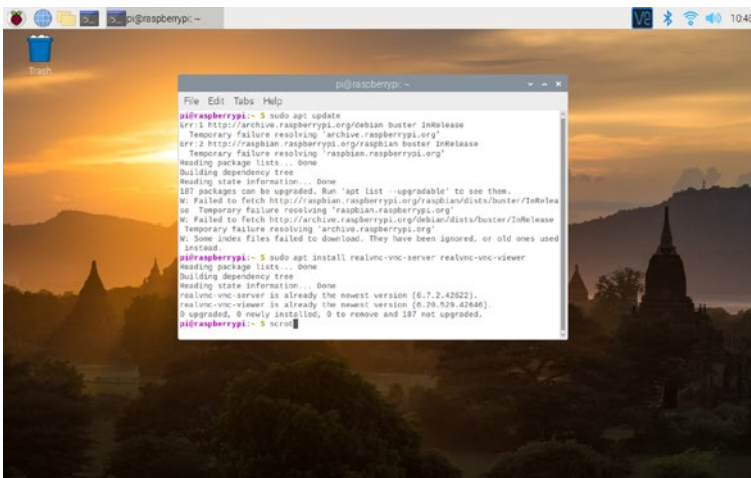 pi@raspberrypi: ~
10:48
Trash
pi@raspberrypi: ~
File Edit Tabs Help
pi@raspberrypi:~ $ sudo apt update
Err:1 http://archive.raspberrypi.org/debian buster InRelease
Temporary failure resolving 'archive.raspberrypi.org'
Err:2 http://raspbian.raspberrypi.org/raspbian buster InRelease
Temporary failure resolving 'raspbian.raspberrypi.org'
Reading package lists... Done
Building dependency tree
Reading state information... Done
187 packages can be upgraded. Run 'apt list --upgradable' to see them.
W: Failed to fetch http://raspbian.raspberrypi.org/raspbian/dists/buster/InRelea
se Temporary failure resolving 'raspbian.raspberrypi.org'
W: Failed to fetch http://archive.raspberrypi.org/debian/dists/buster/InRelease
Temporary failure resolving 'archive.raspberrypi.org'
W: Some index files failed to download. They have been ignored, or old ones used
instead.
pi@raspberrypi:~ $ sudo apt install realvnc-vnc-server realvnc-vnc-viewer
Reading package lists... Done
Building dependency tree
Reading state information... Done
realvnc-vnc-server is already the newest version (6.7.2.42622).
realvnc-vnc-viewer is already the newest version (6.20.529.42646).
0 upgraded, 0 newly installed, 0 to remove and 187 not upgraded.
pi@raspberrypi:~ $ scrot